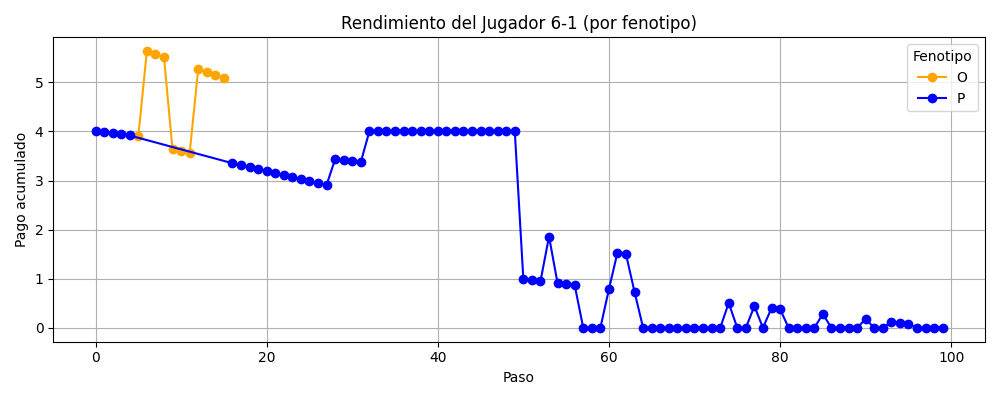 Rendimiento del Jugador 6-1 (por fenotipo)
Pago acumulado
5
4
3
2
1
0
0 20 40 60 80 100
Paso
Fenotipo
O
P